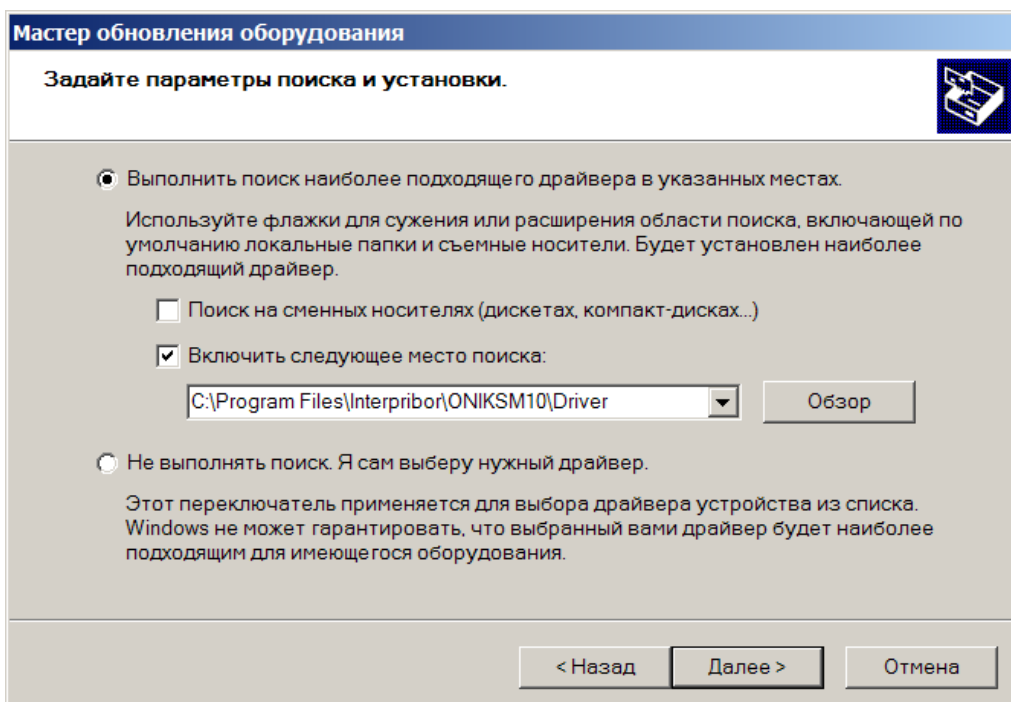 Мастер обновления оборудования
Задайте параметры поиска и установки.
Выполнить поиск наиболее подходящего драйвера в указанных местах.
Используйте флажки для сужения или расширения области поиска, включающей по
умолчанию локальные папки и съемные носители. Будет установлен наиболее
подходящий драйвер.
Поиск на сменных носителях (дискетах, компакт-дисках...)
Включить следующее место поиска:
C:\Program Files\Interpribor\ONIKSM10\Driver
Обзор
Не выполнять поиск. Я сам выберу нужный драйвер.
Этот переключатель применяется для выбора драйвера устройства из списка.
Windows не может гарантировать, что выбранный вами драйвер будет наиболее
подходящим для имеющегося оборудования.
< Назад
Далее >
Отмена